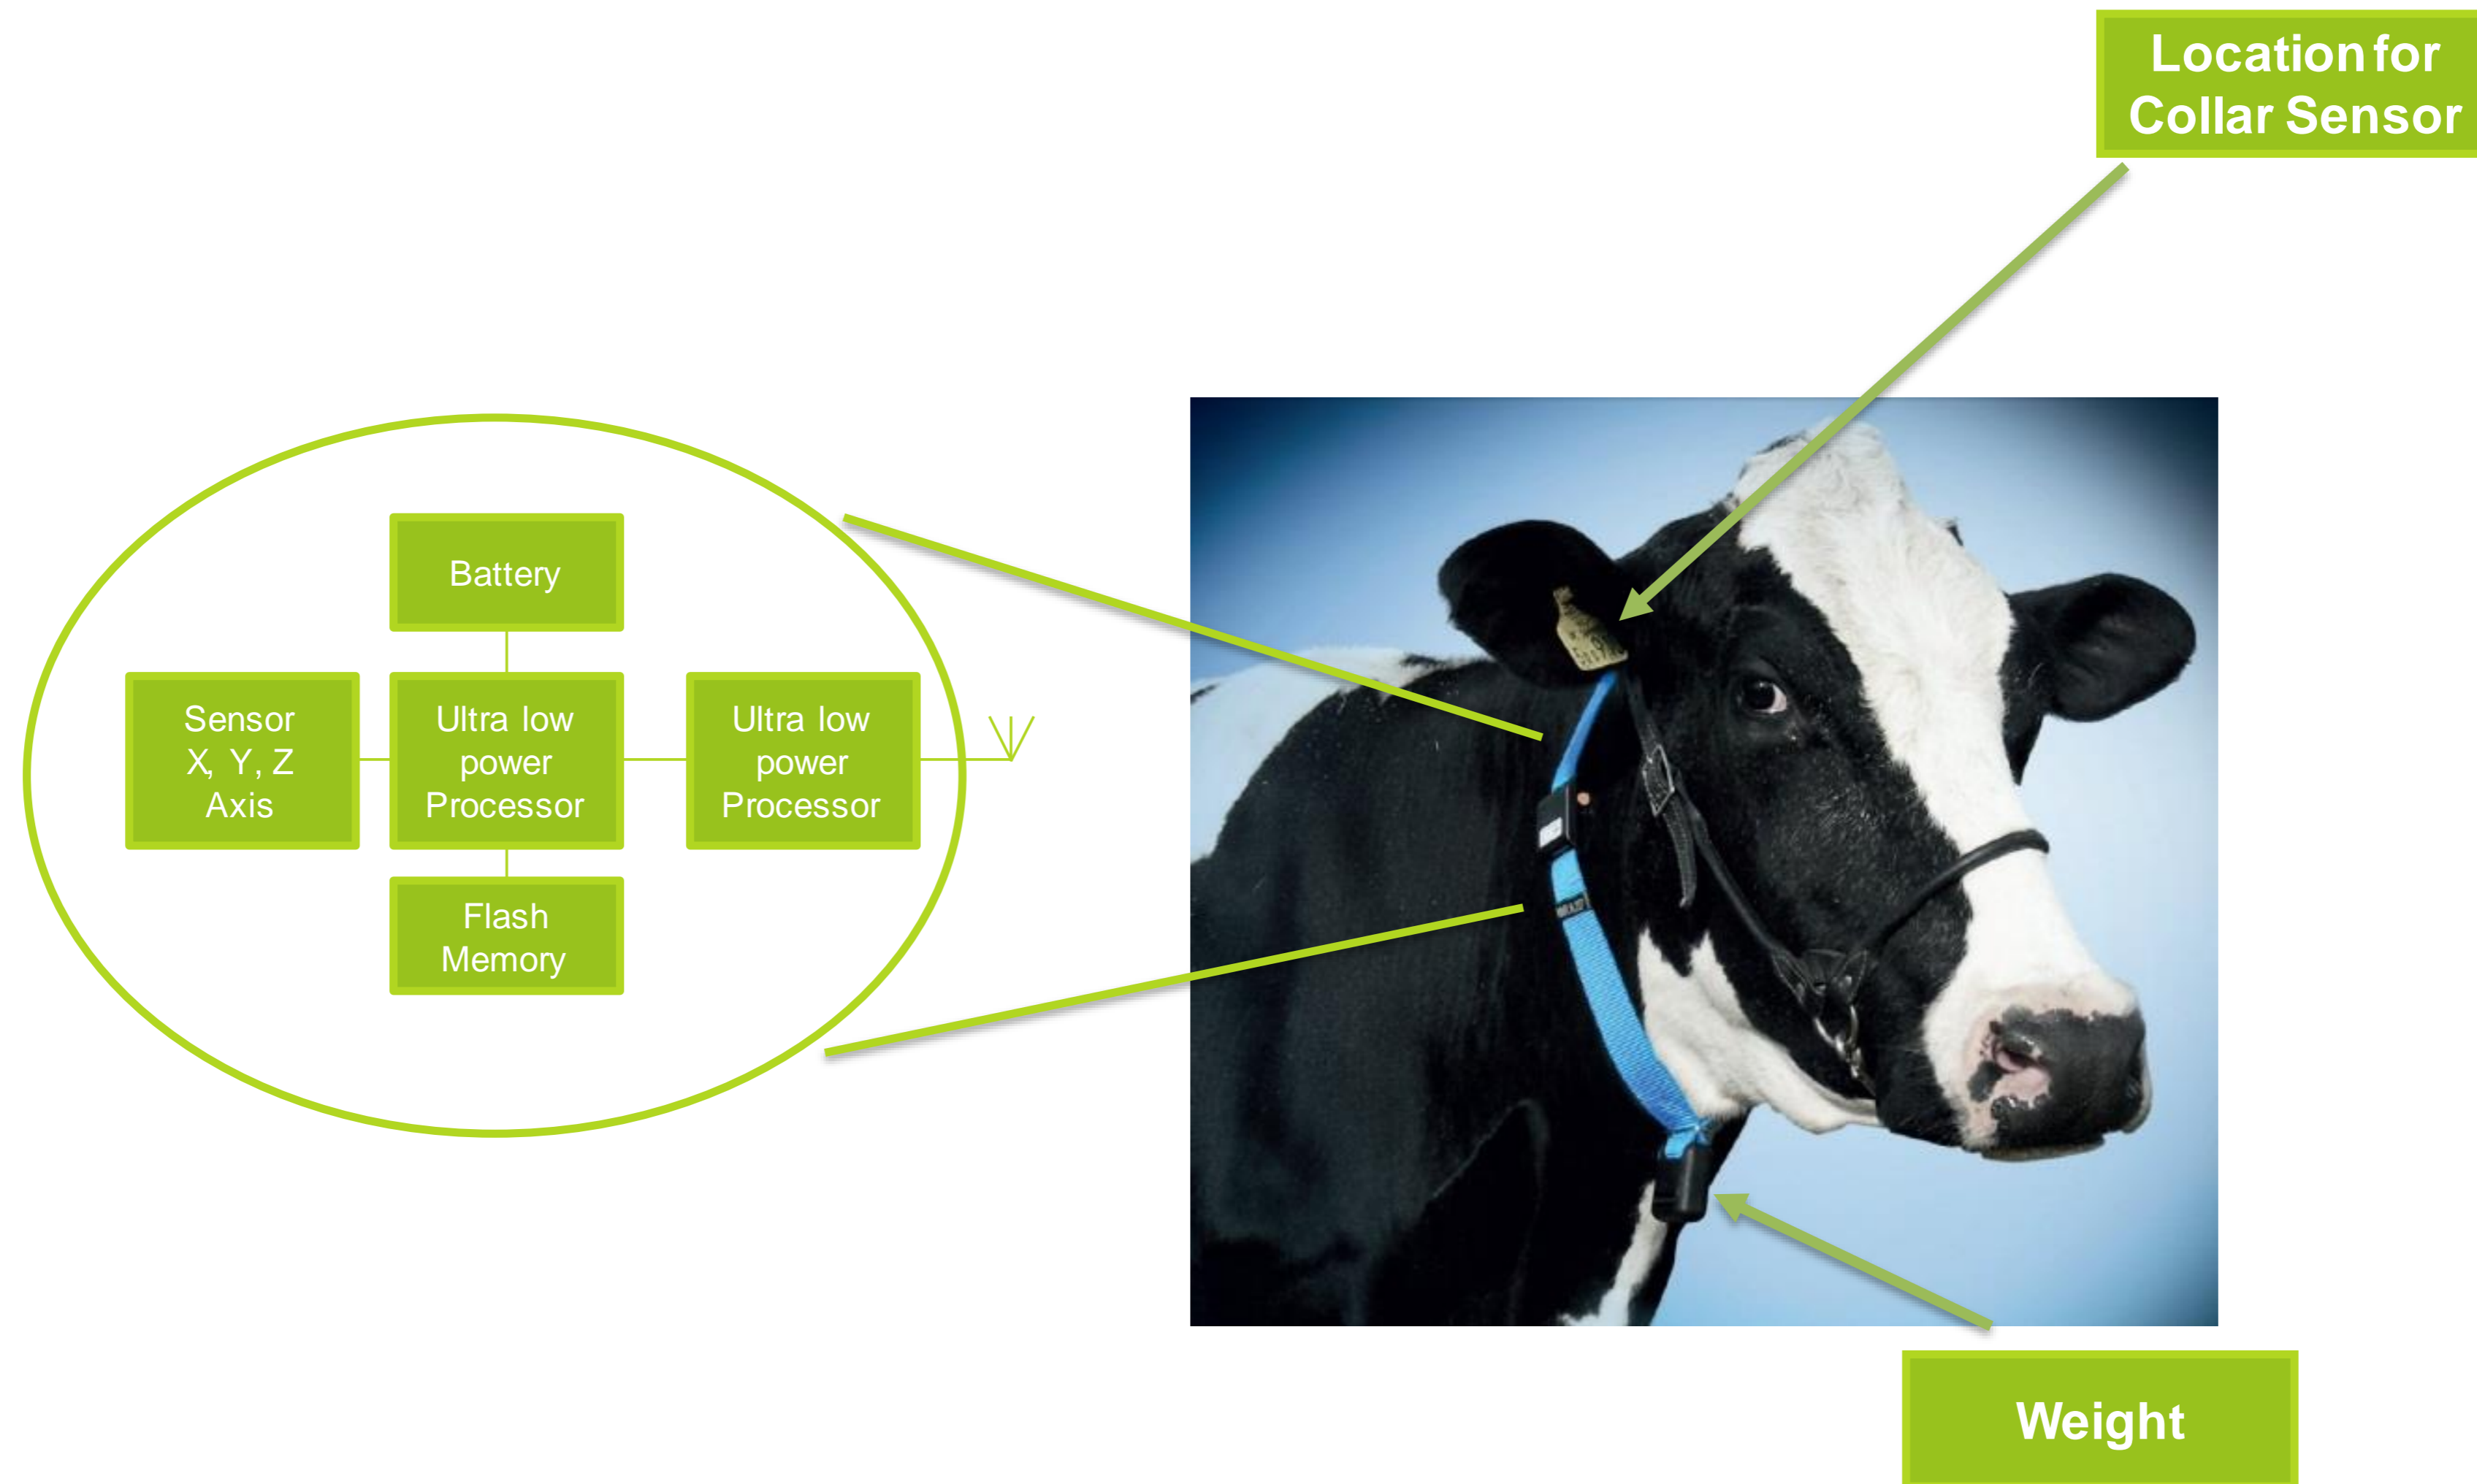 Location for
Collar Sensor
Battery
Sensor
X, Y, Z
Axis
Ultra low
power
Processor
Ultra low
power
Processor
Flash
Memory
Weight